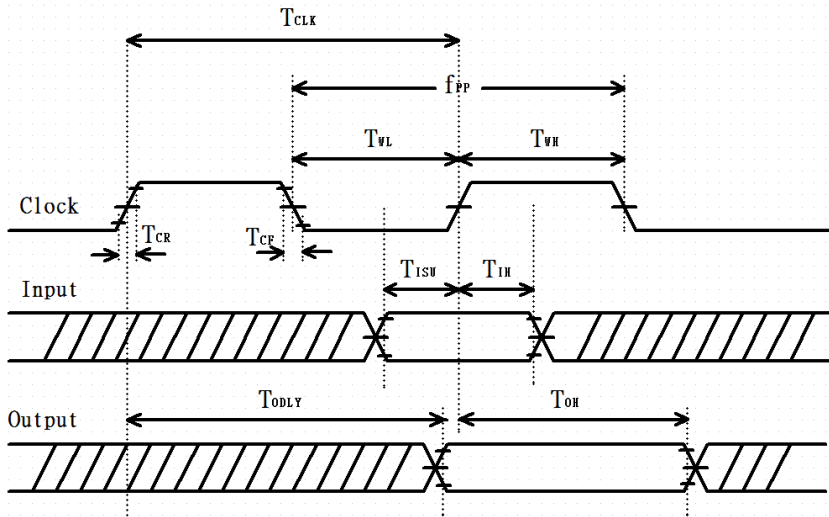 TCLK
fPP
TWL
TWH
Clock
TCR
TCF
TISU
TIH
Input
TODLY
TOH
Output